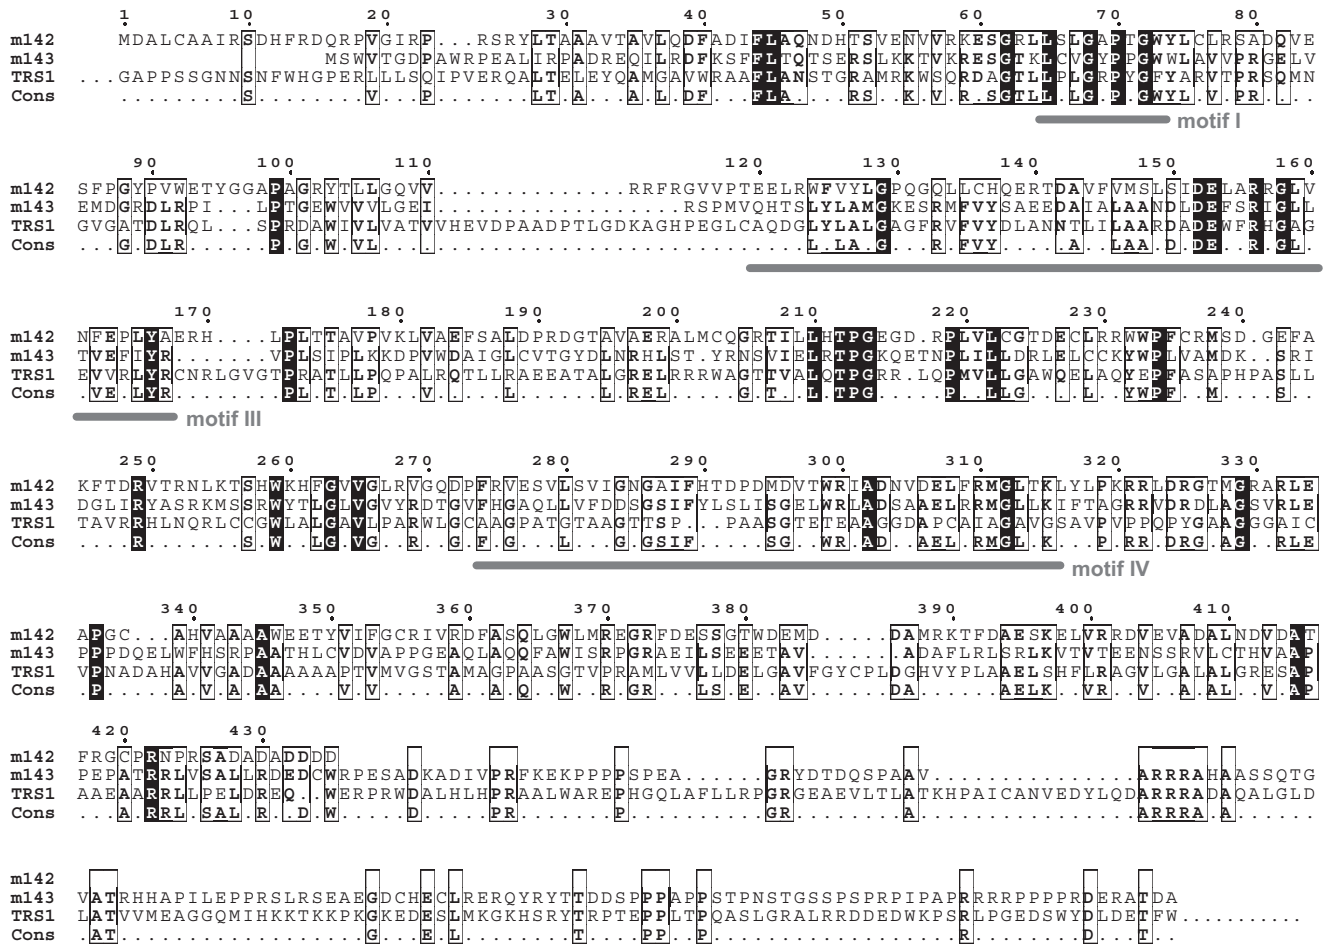 1 10 20 30 40 50 60 70 80
m142 MDALCAAIRSDHFRDQRPVGIRP...RSRYLTAAAVTAVLQDFADIFLAQNDHTSVENVVRKESGRLLSLGAPTGWYLCLRSADQVE
m143 MSWVTGDPAWRPEALIRPADREQILRDFKSFFLTQTSERSLKKTVKRESGTKLCVGYPPGWWLAVVPRGELV
TRS1 ...GAPPSSGNNSNFWHGPERLLLSQIPVERQALTELEYQAMGAVWRAAFLANSTGRAMRKWSQRDAGTLLPLGRPYGFYARVTPRSQMN
Cons .........S........V...P.......LT.A...A.L.DF...FLA....RS..K.V.R.SGTLL.LG.P.GWYL.V.PR....
motif I
90 100 110 120 130 140 150 160
m142 SFPGYPVWETYGGAPAGRYTLLGQVV..............RRFRGVVPTEELRWFVYLGPQGQLLCHQERTDAVFVMSLSIDELARRGLV
m143 EMDGRDLRPI...LPTGEWVVVLGEI..................RSPMVQHTSLYLAMGKESRMFVYSAEEDAIALAANDLDEFSRIGLL
TRS1 GVGATDLRQL...SPRDAWIVLVATVVHEVDPAADPTLGDKAGHPEGLCAQDGLYLALGAGFRVFVYDLANNTLILAARDADEWFRHGAG
Cons ...G.DLR......P.G.WVL............................L.LA.G...R.FVY.....A..LAA.D.DE..R.GL.
170 180 190 200 210 220 230 240
m142 NFEPLYAERH....LPLTTAVPVKLVAEFSALDPRDGTAVAERALMCQGRTILLHTPGEGD.RPLVLCGTDECLRRWWPFCRMSD.GEFA
m143 TVEFIYR.......VPLSIPLKKDPVWDAIGLCVTGYDLNRHLST.YRNSVIELRTPGKQETNPLILLDRLELCCKYWPLVAMDK..SRI
TRS1 EVVRLYRCNRLGVGTPRATLLPQPALRQTLLRAEEATALGRELRRRWAGTTVALQTPGRR.LQPMVLLGAWQELAQYEPFASAPHPASLL
Cons .VE.LYR.......PL.T.LP...V.....L.......L.REL......G.T..L.TPG.....P..LLG...L..YWPF..M....S..
motif III
250 260 270 280 290 300 310 320 330
m142 KFTDRVTRNLKTSHWKHFGVVGLRVGQDPFRVESVLSVIGNGAIFHTDPDMDVTWRIADNVDELFRMGLTKLYLPKRRLDRGTMGRARLE
m143 DGLIRYASRKMSSRWYTLGLVGVYRDTGVFHGAQLLVFDDSGSIFYLSLISGELWRLADSAAELRRMGLLKIFTAGRRVDRDLAGSVRLE
TRS1 TAVRRHLNQRLCCGWLALGAVLPARWLGCAAGPATGTAAGTTSP...PAASGTETEAAGGDAPCAIAGAVGSAVPVPPQPYGAAGGGAIC
Cons ....R......S.W..LGVG..R..G.F.G...L....G.GSIF.....SG..WR.AD..AEL.RMGL.K...P.RR.DRG.AG..RLE
motif IV
340 350 360 370 380 390 400 410
m142 APGC...AHVAAAAAWEETYVIFGCRIVRDFASQLGWLMREGRFDESSGTWDEMD.....DAMRKTFDAESKELVRRDVEVADALNDVDAT
m143 PPPDQELWFHSRPAATHLCVDVAPPGEAQLAQQFAWISRPGRAEILSEEETAV......ADAFLRLSRLKVTVTEENSSRVLCTHVAAP
TRS1 VPNADAHAVVGADAAAAAAPTVMVGSTAMAGPAASGTVPRAMLVVLLDELGAVFGYCPLDGHVYPLAAELSHFLRAGVLGALALGRESAP
Cons .P....A.V.A.AA....V.V.....A..A.Q..W..R.GR...LS.E..AV.....DA.....AELK..VR..V..A.AL..V.AP
420 430
m142 FRGCPRNPRSADADADDDD
m143 PEPATRRLVSALLRDEDCWRPESADKADIVPRFKEKPPPPSPEA......GRYDTDQSPAAV...............ARRRAHAASSQTG
TRS1 AAEAARRLLPELDREQ..WERPRWDALHLHPRAALWAREPHGQLAFLLRPGRGEAEVLTLATKHPAICANVEDYLQDARRRADAQALGLD
Cons ...A.RRL.SAL.R..D.W.....D.....PR.......P.........GR........A...............ARRRA.A......
m142
m143 VATRHHAPILEPPRSLRSEAEGDCHECLRERQYRYTTDDSPPPAPPSTPNSTGSSPSPRPIPAPRRRRPPPPRDERATDA
TRS1 LATVVMEAGGQMIHKKTKKPKGKEDESLMKGKHSRYTRPTEPPLTPQASLGRALRRDDEDWKPSRLPGEDSWYDLDETFW..........
Cons .AT................G...E.L.......T....PP.P..................R.......D...T............